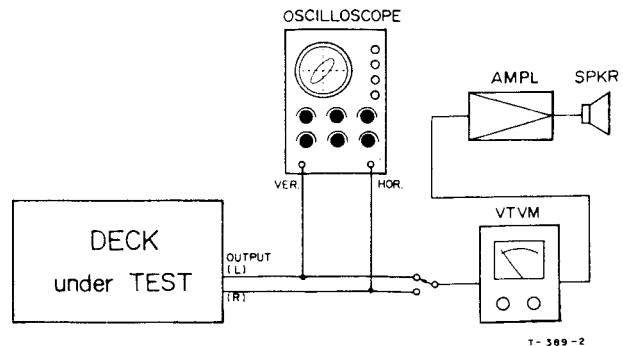 OSCILLOSCOPE
AMPL
SPKR
VER.
HOR.
VTVM
DECK
under TEST
OUTPUT
(L)
(R)
T-389-2